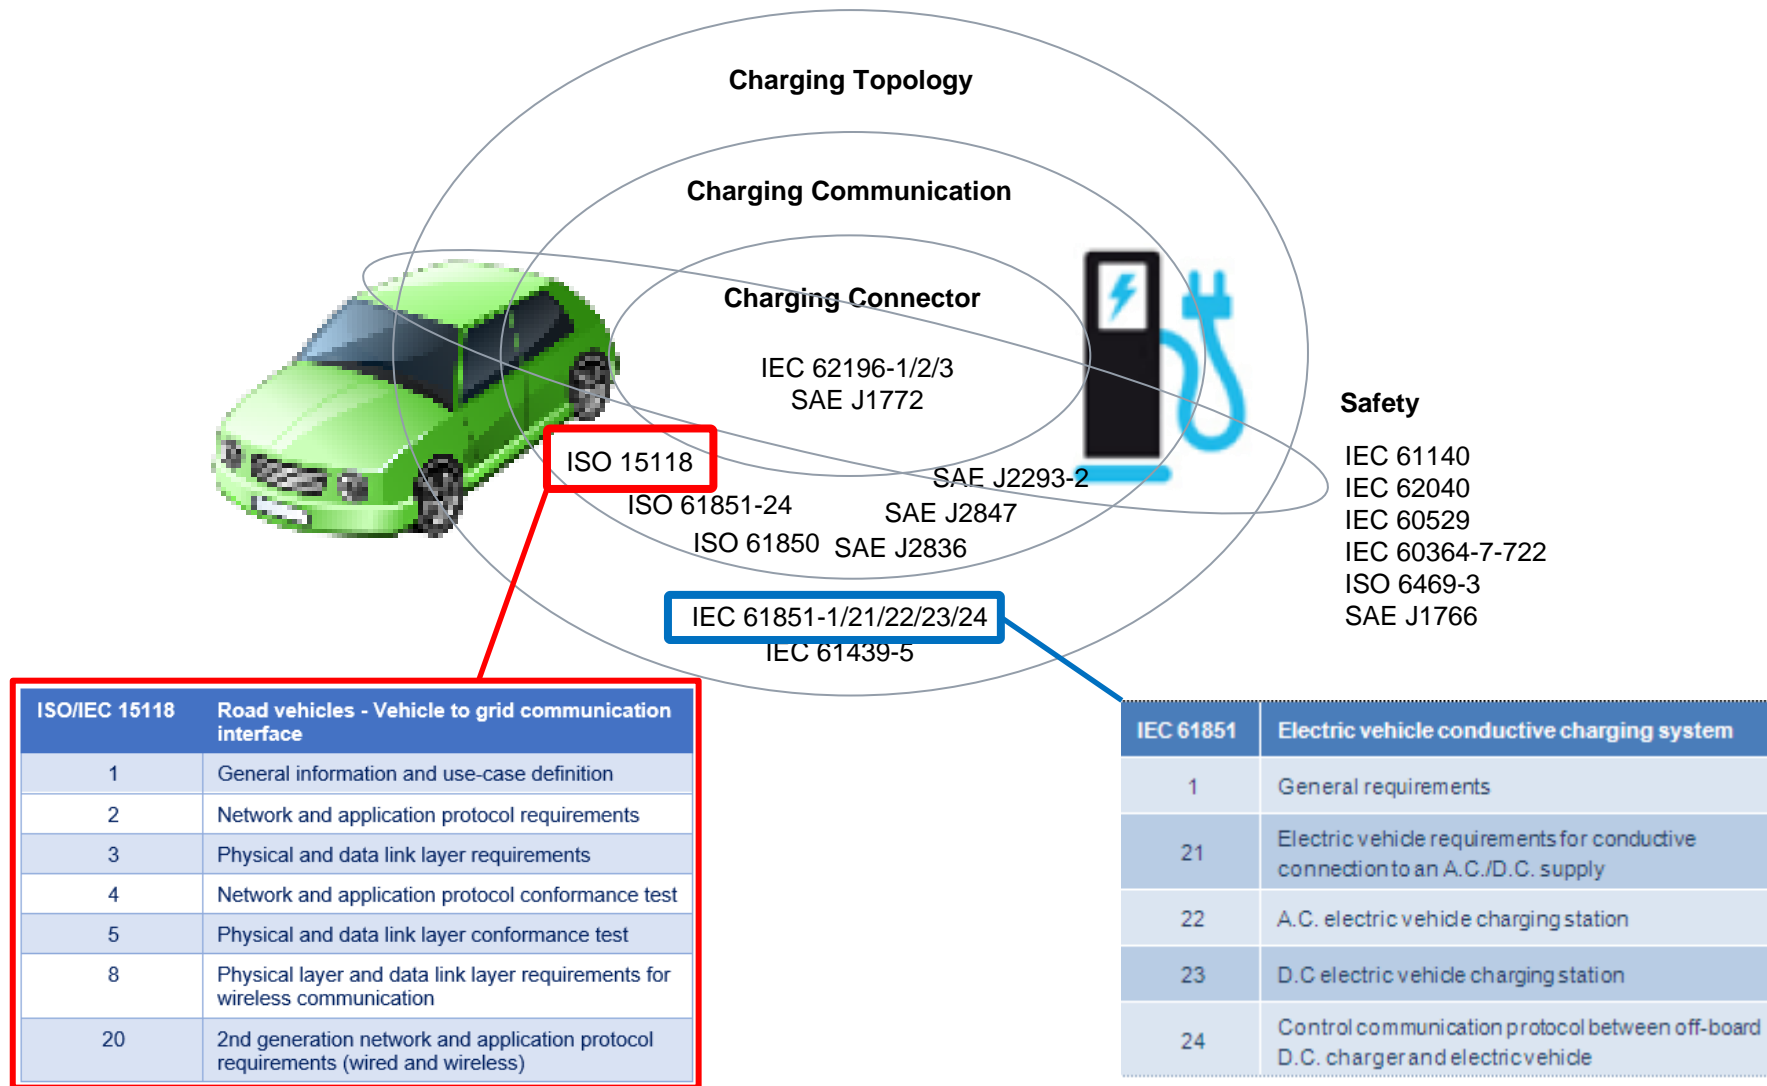 Charging Topology
Charging Communication
Charging Connector
IEC 62196-1/2/3
SAE J1772
ISO 15118
SAE J2293-2
ISO 61851-24
SAE J2847
ISO 61850
SAE J2836
IEC 61851-1/21/22/23/24
IEC 61439-5
Safety
IEC 61140
IEC 62040
IEC 60529
IEC 60364-7-722
ISO 6469-3
SAE J1766
ISO/IEC 15118 Road vehicles - Vehicle to grid communication
interface
1 General information and use-case definition
2 Network and application protocol requirements
3 Physical and data link layer requirements
4 Network and application protocol conformance test
5 Physical and data link layer conformance test
8 Physical layer and data link layer requirements for
wireless communication
20 2nd generation network and application protocol
requirements (wired and wireless)
IEC 61851 Electric vehicle conductive charging system
1 General requirements
21 Electric vehicle requirements for conductive
connection to an A.C./D.C. supply
22 A.C. electric vehicle charging station
23 D.C electric vehicle charging station
24 Control communication protocol between off-board
D.C. charger and electric vehicle